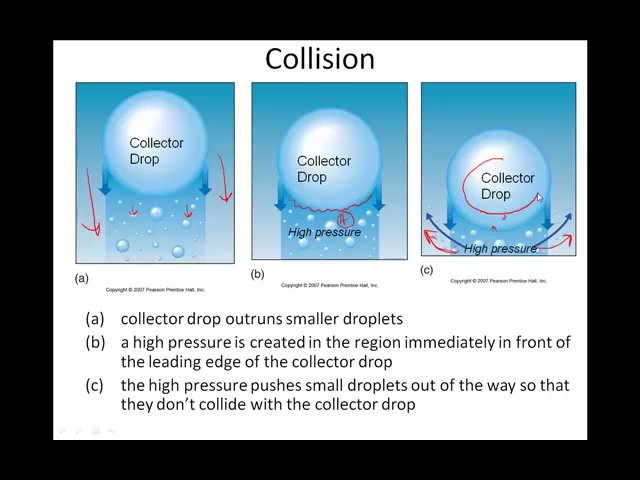 Collision
Collector
Drop
(a)
Copyright © 2007 Pearson Prentice Hall, Inc.
Collector
Drop
A
High pressure
(b)
Copyright © 2007 Pearson Prentice Hall, Inc.
Collector
Drop
High pressure
(c)
Copyright © 2007 Pearson Prentice Hall, Inc.
(a) collector drop outruns smaller droplets
(b) a high pressure is created in the region immediately in front of
the leading edge of the collector drop
(c) the high pressure pushes small droplets out of the way so that
they don't collide with the collector drop